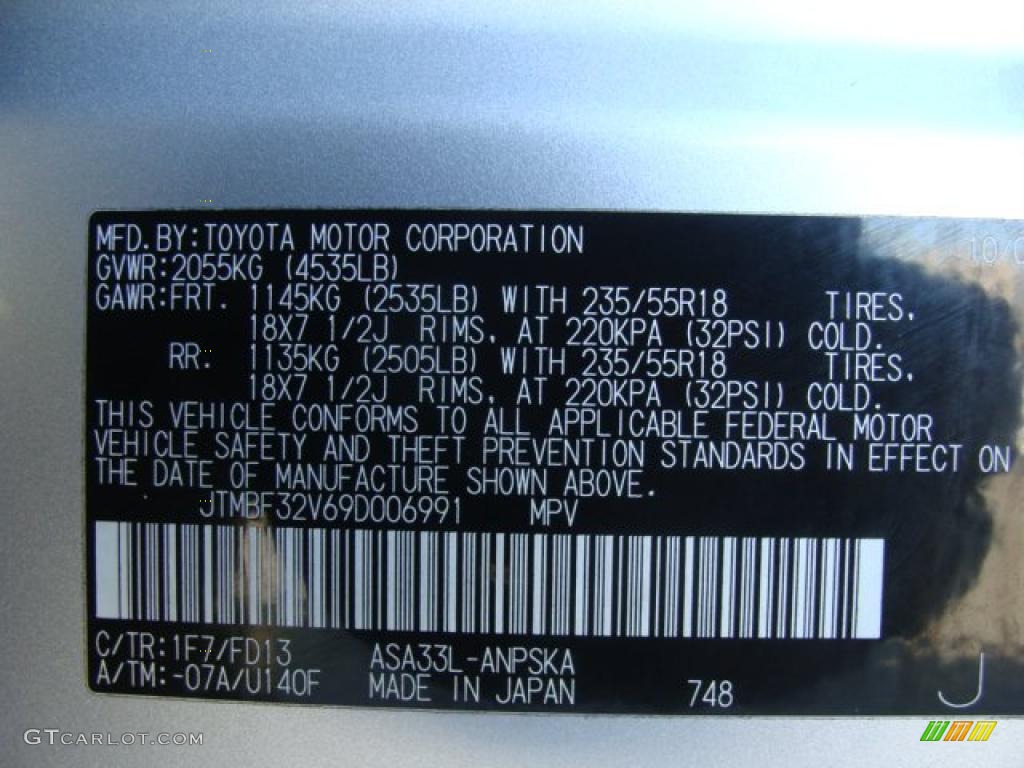 MFD.BY:TOYOTA MOTOR CORPORATION 10/0
GVWR:2055KG (4535LB)
GAWR:FRT. 1145KG (2535LB) WITH 235/55R18 TIRES,
18X7 1/2J RIMS, AT 220KPA (32PSI) COLD.
RR. 1135KG (2505LB) WITH 235/55R18 TIRES,
18X7 1/2J RIMS, AT 220KPA (32PSI) COLD.
THIS VEHICLE CONFORMS TO ALL APPLICABLE FEDERAL MOTOR
VEHICLE SAFETY AND THEFT PREVENTION STANDARDS IN EFFECT ON
THE DATE OF MANUFACTURE SHOWN ABOVE.
JTMBF32V69D006991 MPV
C/TR:1F7/FD13 ASA33L-ANPSKA
A/TM:-07A/U140F MADE IN JAPAN 748 J
GTCARLOT.COM